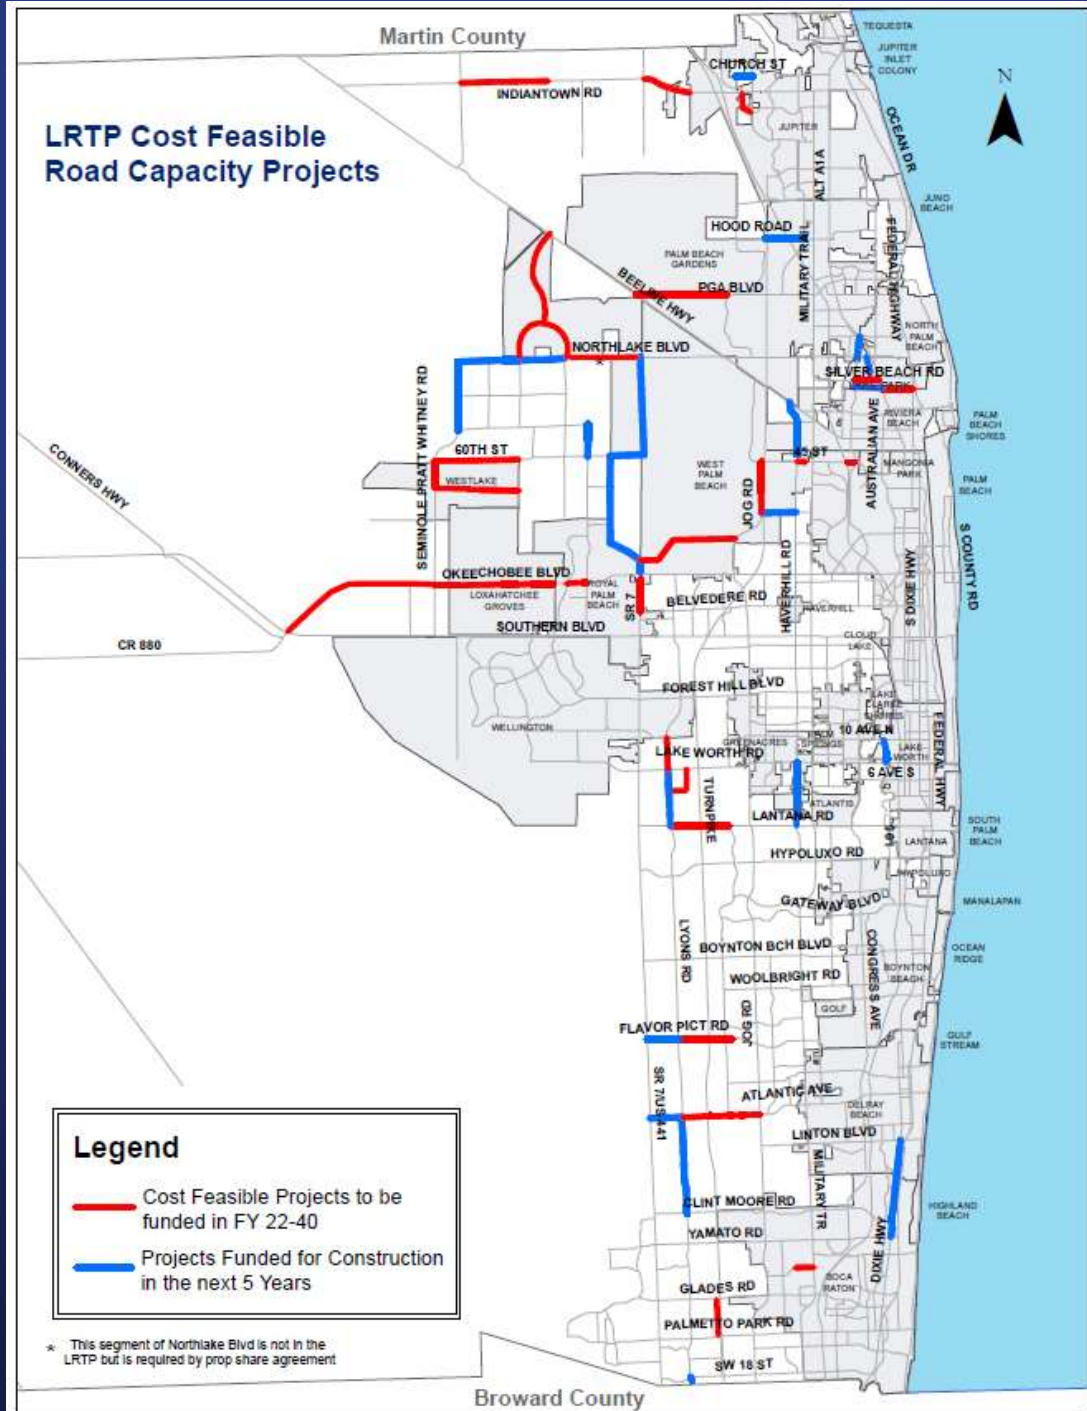 Martin County
TEQUESTA
JUPITER
INLET
COLONY
CHURCH ST
N
INDIANTOWN RD
LRTP Cost Feasible
Road Capacity Projects
JUPITER
OCEAN DR
ALT A1A
JUNO
BEACH
HOOD ROAD
FEDERAL HIGHWAY
MILITARY TRAIL
PALM BEACH
GARDENS
BEELINE HWY
PGA BLVD
NORTH
PALM
BEACH
NORTHLAKE BLVD
*
SILVER BEACH RD
LAKE PARK
SEMINOLE PRATT WHITNEY RD
AUSTRALIAN AVE
RIVIERA
BEACH
PALM
BEACH
SHORES
CONNERS HWY
60TH ST
45 ST
WEST
PALM
BEACH
MANGONIA
PARK
WESTLAKE
JOG RD
PALM
BEACH
S COUNTY RD
HAVERHILL RD
S DIXIE HWY
OKEECHOBEE BLVD
LOXAHATCHEE
GROVES
ROYAL
PALM
BEACH
SR 7
BELVEDERE RD
HAVERHILL
SOUTHERN BLVD
CR 880
CLOUD
LAKE
FOREST HILL BLVD
LAKE
CLARKE
SHORES
WELLINGTON
10 AVE N
FEDERAL HWY
GREENACRES
PALM
SPRINGS
LAKE WORTH RD
LAKE
WORTH
6 AVE S
TURNPIKE
ATLANTIS
LANTANA RD
SOUTH
PALM
BEACH
I-95
LANTANA
HYPOLUXO RD
HYPOLUXO
GATEWAY BLVD
MANALAPAN
LYONS RD
CONGRESS AVE
BOYNTON BCH BLVD
OCEAN
RIDGE
WOOLBRIGHT RD
BOYNTON
BEACH
GOLF
FLAVOR PICT RD
JOG RD
GULF
STREAM
SR 7/US 441
ATLANTIC AVE
DELRAY
BEACH
LINTON BLVD
MILITARY TR
CLINT MOORE RD
HIGHLAND
BEACH
YAMATO RD
DIXIE HWY
BOCA
RATON
GLADES RD
PALMETTO PARK RD
SW 18 ST
Legend
Cost Feasible Projects to be
funded in FY 22-40
Projects Funded for Construction
in the next 5 Years
* This segment of Northlake Blvd is not in the
LRTP but is required by prop share agreement
Broward County